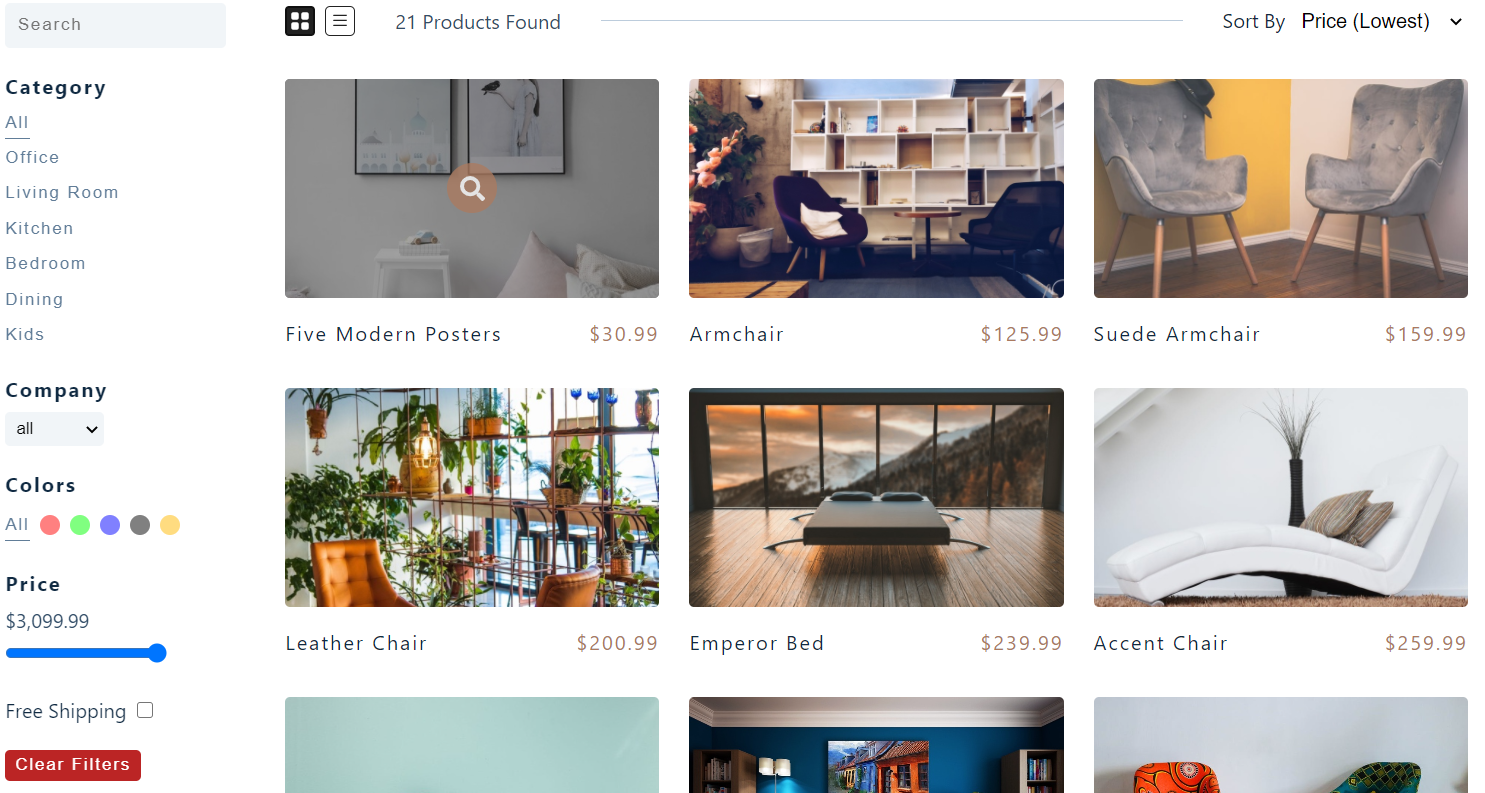 Search
Category
All
Office
Living Room
Kitchen
Bedroom
Dining
Kids
Company
all
Colors
All
Price
$3,099.99
Free Shipping
Clear Filters
21 Products Found
Sort By Price (Lowest)
Five Modern Posters $30.99
Armchair $125.99
Suede Armchair $159.99
Leather Chair $200.99
Emperor Bed $239.99
Accent Chair $259.99